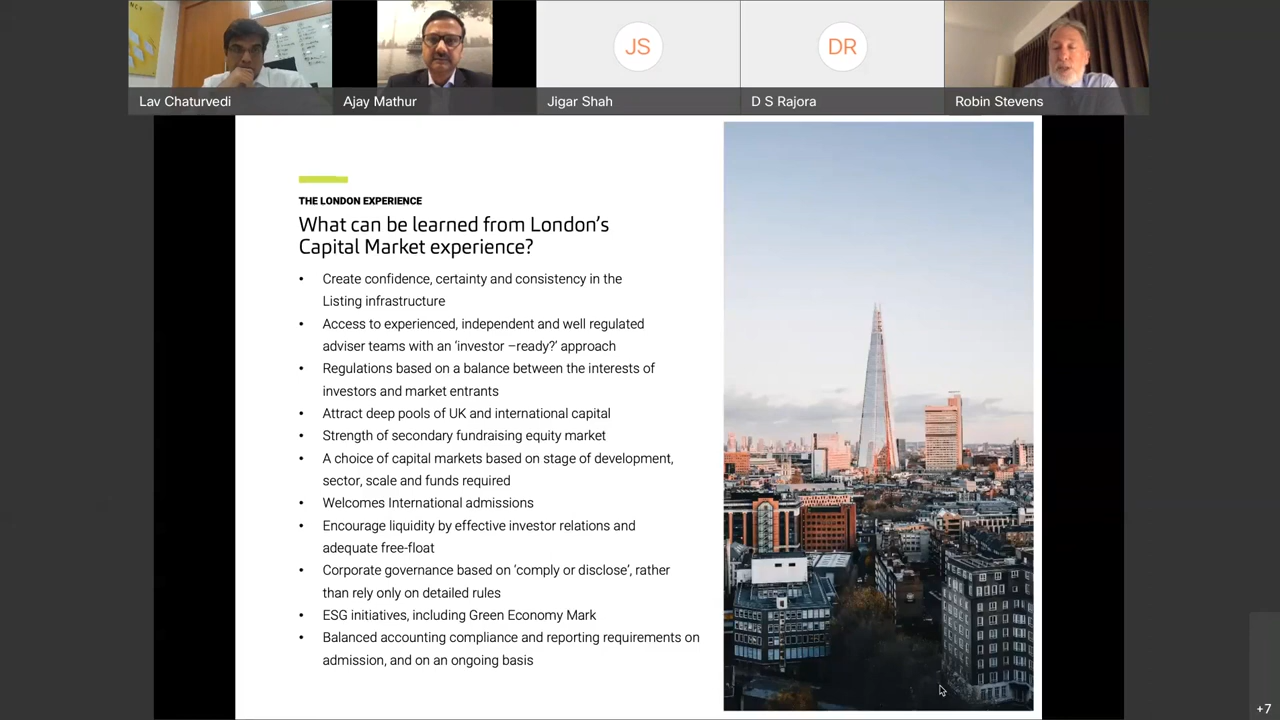 JS
DR
Lav Chaturvedi
Ajay Mathur
Jigar Shah
D S Rajora
Robin Stevens
THE LONDON EXPERIENCE
What can be learned from London's
Capital Market experience?
• Create confidence, certainty and consistency in the
Listing infrastructure
• Access to experienced, independent and well regulated
adviser teams with an 'investor –ready?' approach
• Regulations based on a balance between the interests of
investors and market entrants
• Attract deep pools of UK and international capital
• Strength of secondary fundraising equity market
• A choice of capital markets based on stage of development,
sector, scale and funds required
• Welcomes International admissions
• Encourage liquidity by effective investor relations and
adequate free-float
• Corporate governance based on 'comply or disclose', rather
than rely only on detailed rules
• ESG initiatives, including Green Economy Mark
• Balanced accounting compliance and reporting requirements on
admission, and on an ongoing basis
+7